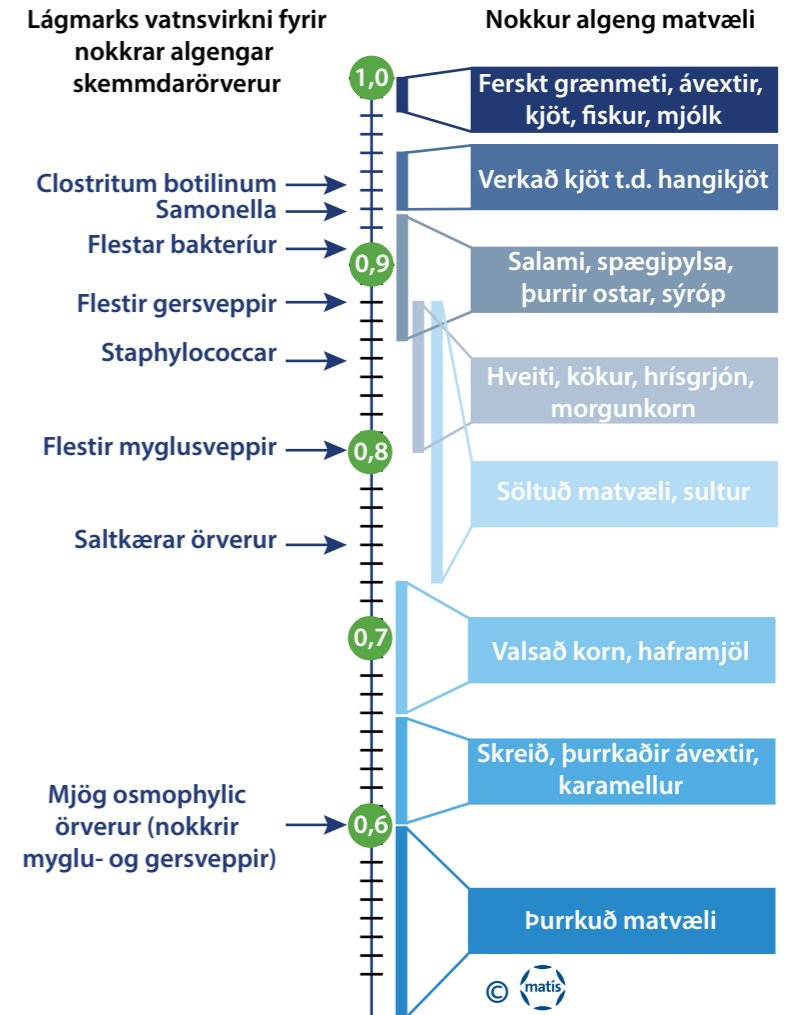 Lágmarks vatnsvirkni fyrir
nokkrar algengar
skemmdarörverur
Nokkur algeng matvæli
1,0
Ferskt grænmeti, ávextir,
kjöt, fiskur, mjólk
Clostritum botilinum
Verkað kjöt t.d. hangikjöt
Samonella
Flestar bakteríur
0,9
Salami, spægipylsa,
þurrir ostar, sýróp
Flestir gersveppir
Staphylococcar
Hveiti, kökur, hrísgrjón,
morgunkorn
Flestir myglusveppir
0,8
Söltuð matvæli, sultur
Saltkærar örverur
0,7
Valsað korn, haframjöl
Skreið, þurrkaðir ávextir,
karamellur
Mjög osmophylic
örverur (nokkrir
myglu- og gersveppir)
0,6
Þurrkuð matvæli
© matís